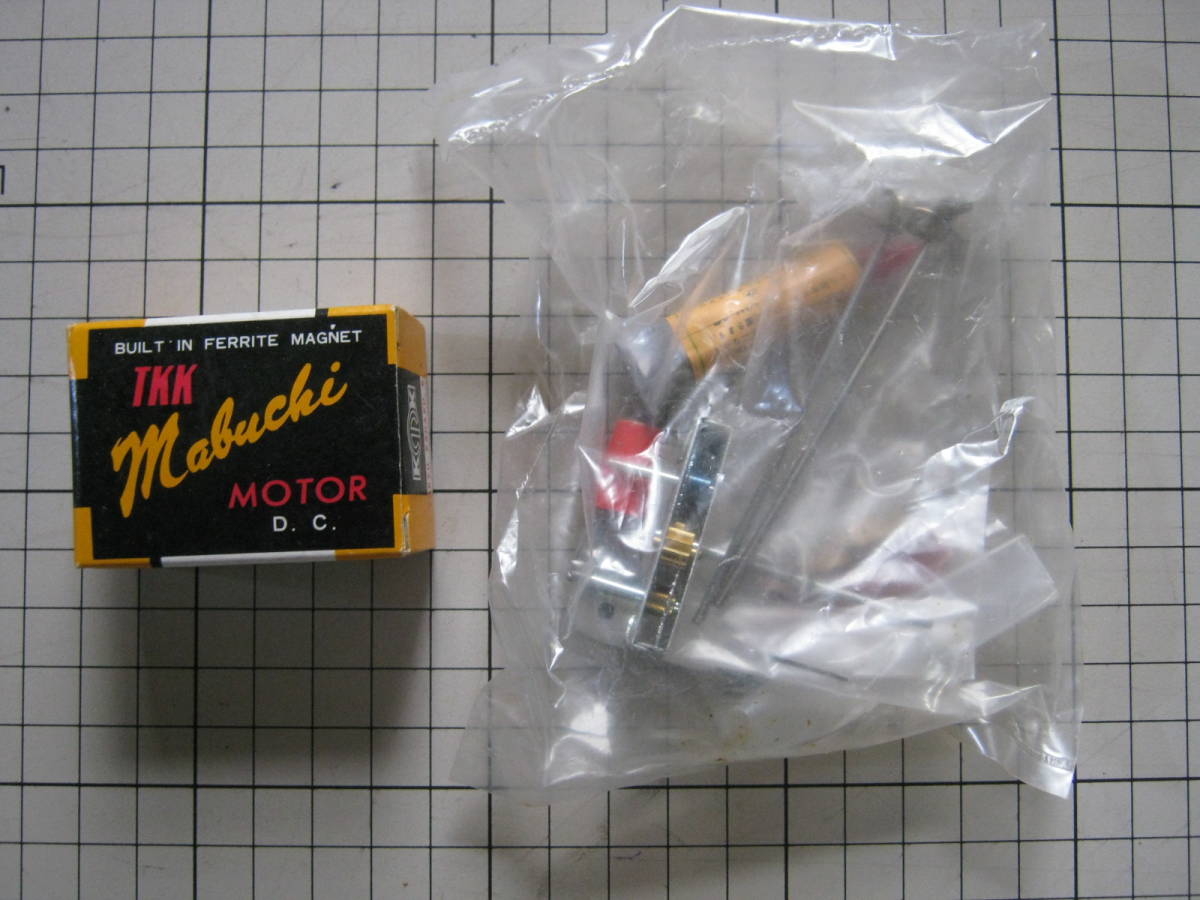 BUILT IN FERRITE MAGNET
TKK
Mabuchi
MOTOR
D. C.